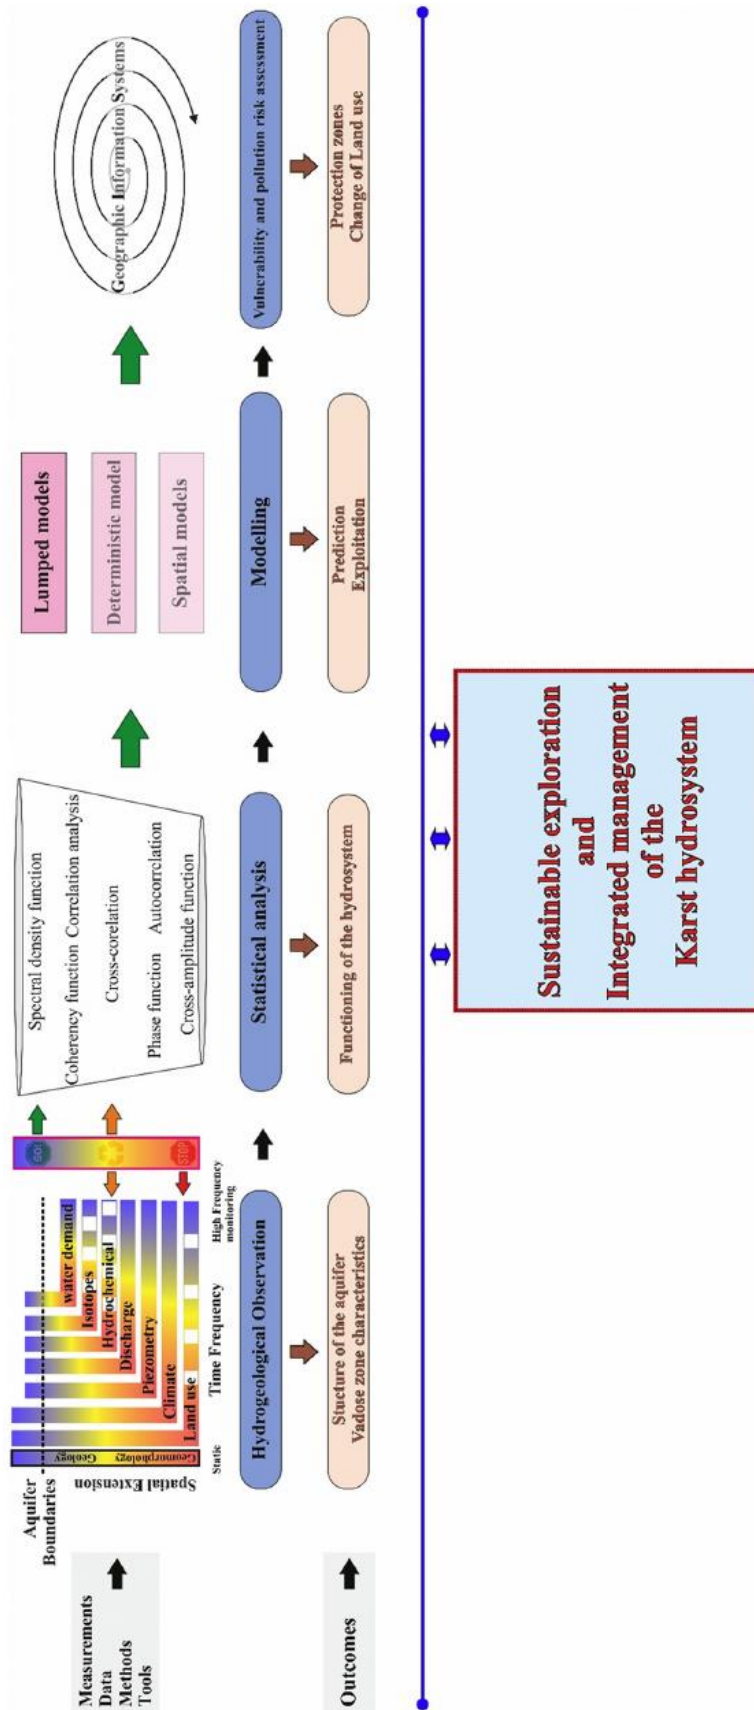 Measurements
Data
Methods
Tools
Aquifer
Boundaries
Spatial Extension
Geology
Geomorphology
water demand
Isotopes
Hydrochemical
Discharge
Piezometry
Climate
Land use
Static
Time Frequency
High Frequency
monitoring
GO!
STOP
Spectral density function
Coherency function Correlation analysis
Cross-corelation
Phase function Autocorrelation
Cross-amplitude function
Lumped models
Deterministic model
Spatial models
Geographic Information Systems
Hydrogeological Observation
Statistical analysis
Modelling
Vulnerability and pollution risk assessment
Outcomes
Stucture of the aquifer
Vadose zone characteristics
Functioning of the hydrosystem
Prediction
Exploitation
Protection zones
Change of Land use
Sustainable exploration
and
Integrated management
of the
Karst hydrosystem